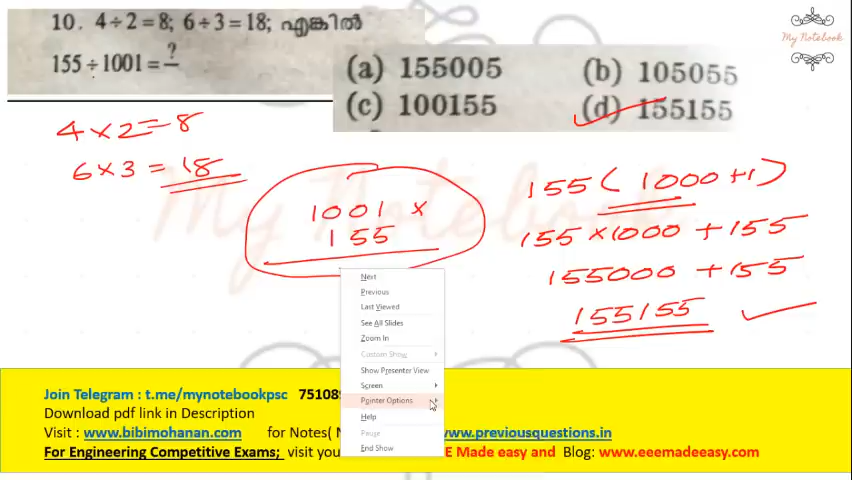 10. 4 ÷ 2 = 8; 6 ÷ 3 = 18; എങ്കിൽ
155 ÷ 1001 = ?
(a) 155005
(b) 105055
(c) 100155
(d) 155155
My Notebook
4 x 2 = 8
6 x 3 = 18
1001 x
155
155 ( 1000 + 1 )
155 x 1000 + 155
155000 + 155
155155
My Notebook
Next
Previous
Last Viewed
See All Slides
Zoom In
Custom Show
Show Presenter View
Screen
Pointer Options
Help
Pause
End Show
Join Telegram : t.me/mynotebookpsc 75108
Download pdf link in Description
Visit : www.bibimohanan.com for Notes( N www.previousquestions.in
For Engineering Competitive Exams; visit you E Made easy and Blog: www.eeemadeeasy.com